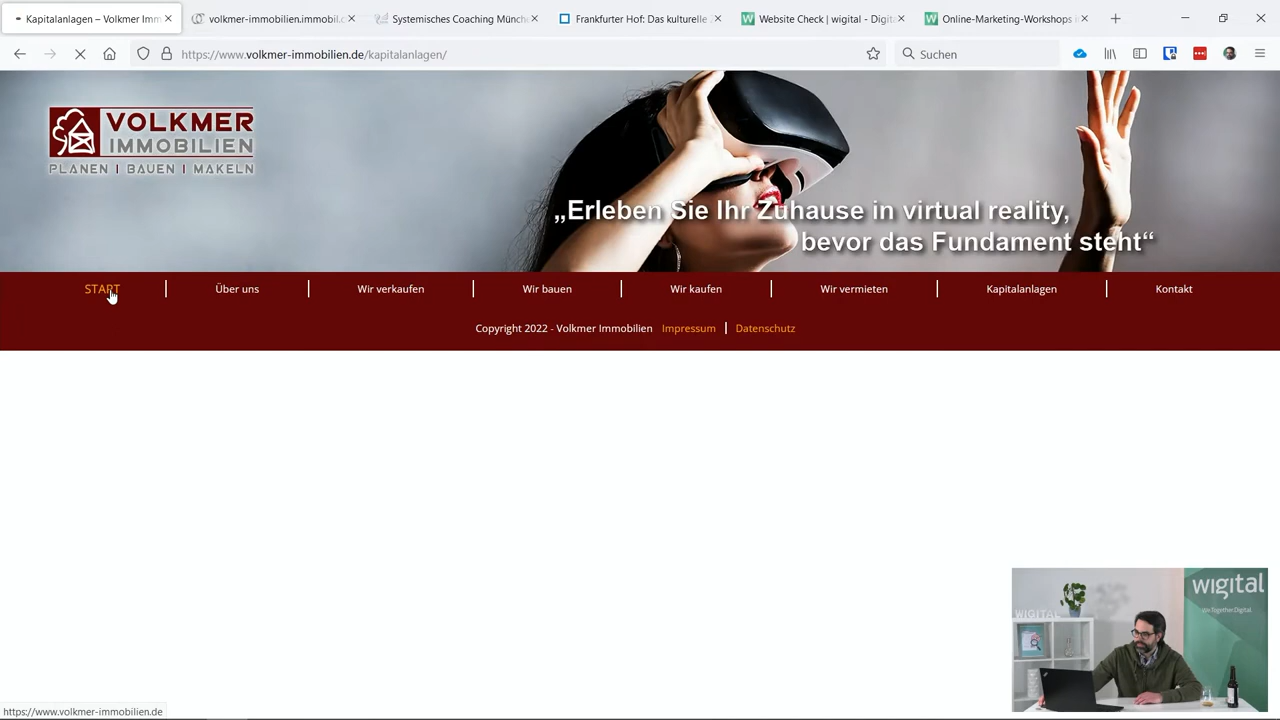 Kapitalanlagen – Volkmer Imm
volkmer-immobilien.immobil.c
Systemisches Coaching Münch
Frankfurter Hof: Das kulturelle
Website Check | wigital - Digit
Online-Marketing-Workshops i
https://www.volkmer-immobilien.de/kapitalanlagen/
Suchen
VOLKMER
IMMOBILIEN
PLANEN | BAUEN | MAKELN
„Erleben Sie Ihr Zuhause in virtual reality,
bevor das Fundament steht“
START
Über uns
Wir verkaufen
Wir bauen
Wir kaufen
Wir vermieten
Kapitalanlagen
Kontakt
Copyright 2022 - Volkmer Immobilien Impressum | Datenschutz
wigital
WeTogetherDigital.
WIGITAL
https://www.volkmer-immobilien.de